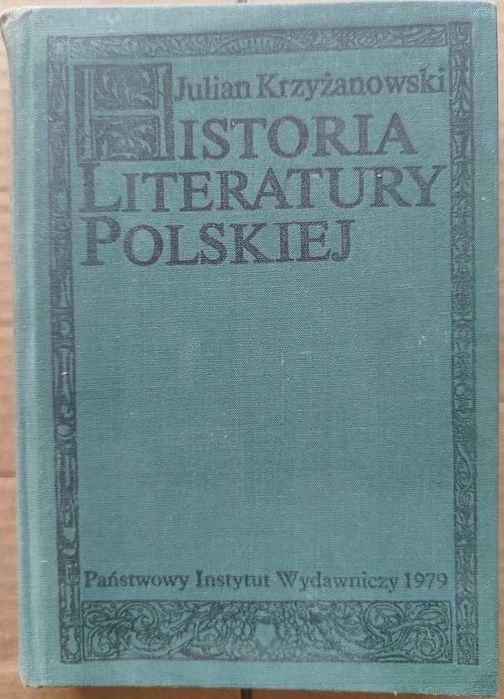 Julian Krzyżanowski
HISTORIA
LITERATURY
POLSKIEJ
Państwowy Instytut Wydawniczy 1979